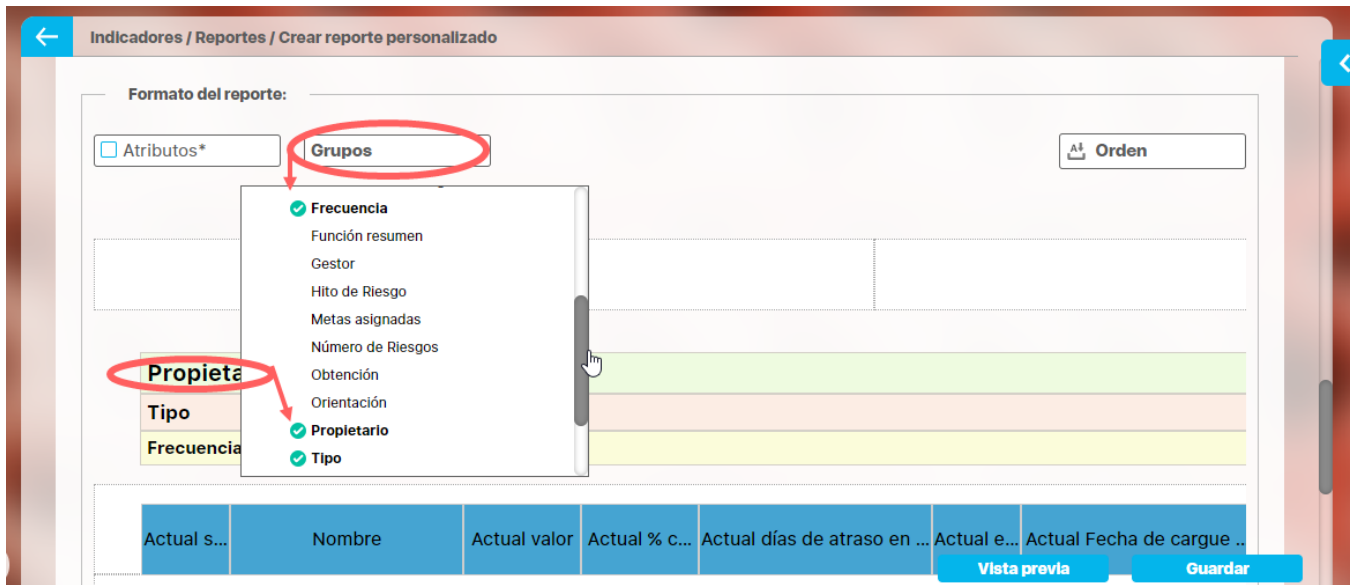 Indicadores / Reportes / Crear reporte personalizado
Formato del reporte:
Atributos*
Grupos
Orden
Frecuencia
Función resumen
Gestor
Hito de Riesgo
Metas asignadas
Número de Riesgos
Obtención
Orientación
Propietario
Tipo
Propieta
Tipo
Frecuencia
Actual s... Nombre Actual valor Actual % c... Actual días de atraso en ... Actual e... Actual Fecha de cargue ..
Vista previa Guardar